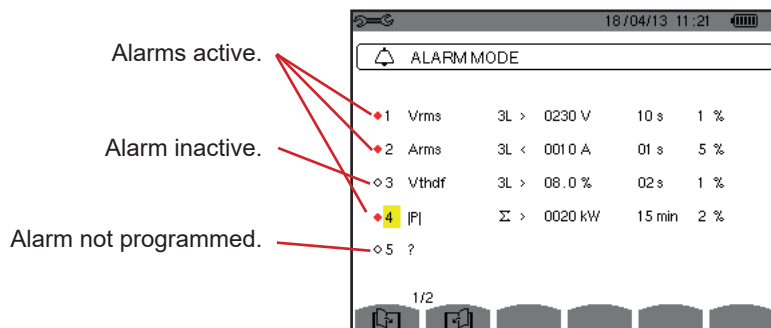 18/04/13 11:21
ALARM MODE
Alarms active.
1 Vrms 3L > 0230 V 10 s 1 %
2 Arms 3L < 0010 A 01 s 5 %
Alarm inactive.
3 Vthdf 3L > 08.0 % 02 s 1 %
4 |P| Σ > 0020 kW 15 min 2 %
Alarm not programmed.
5 ?
1/2